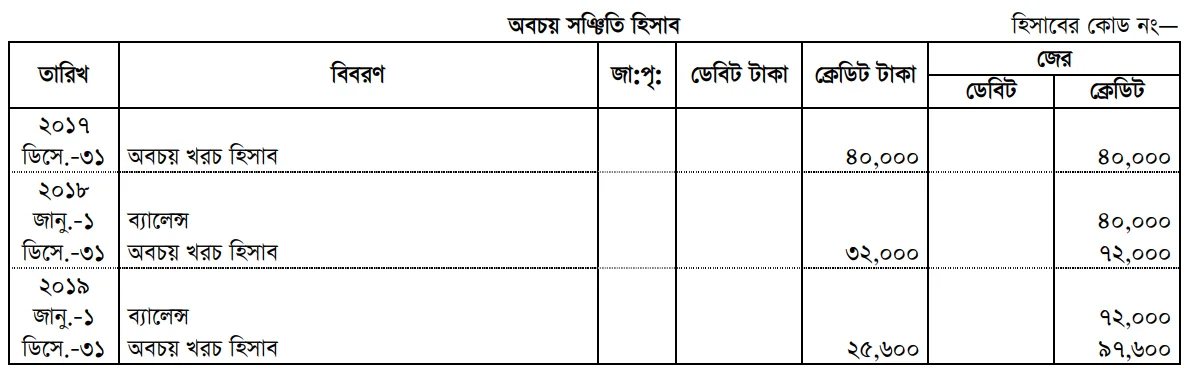 অবচয় সঞ্চিতি হিসাব হিসাবের কোড নং—
তারিখ বিবরণ জা:পৃ: ডেবিট টাকা ক্রেডিট টাকা জের
ডেবিট ক্রেডিট
২০১৭
ডিসে.-৩১ অবচয় খরচ হিসাব ৪০,০০০ ৪০,০০০
২০১৮
জানু.-১ ব্যালেন্স ৪০,০০০
ডিসে.-৩১ অবচয় খরচ হিসাব ৩২,০০০ ৭২,০০০
২০১৯
জানু.-১ ব্যালেন্স ৭২,০০০
ডিসে.-৩১ অবচয় খরচ হিসাব ২৫,৬০০ ৯৭,৬০০